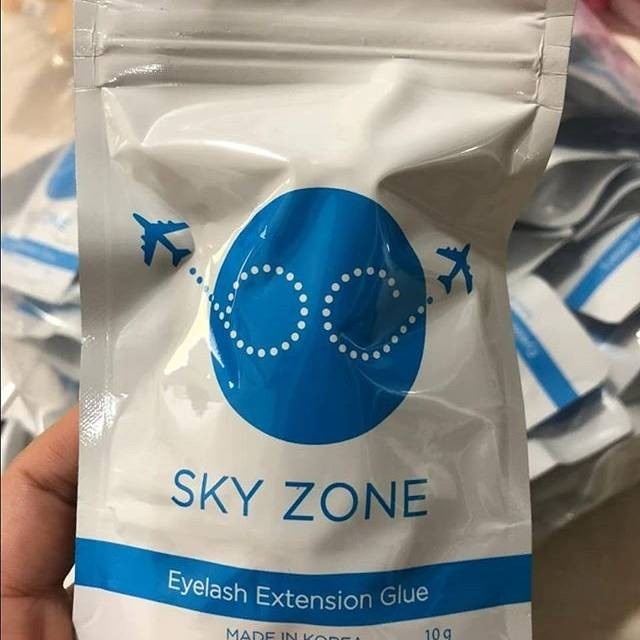 SKY ZONE
Eyelash Extension Glue
MADE IN KOREA 10 g